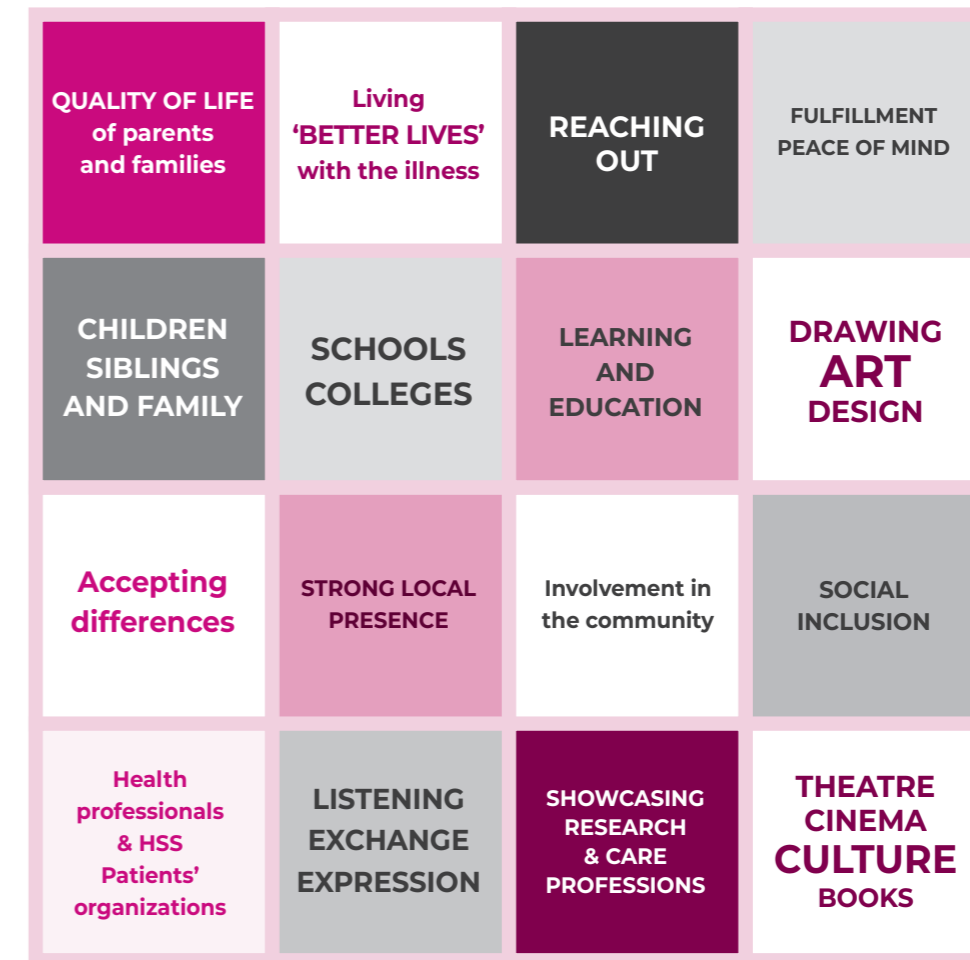 QUALITY OF LIFE
of parents
and families
Living
‘BETTER LIVES’
with the illness
REACHING
OUT
FULFILLMENT
PEACE OF MIND
CHILDREN
SIBLINGS
AND FAMILY
SCHOOLS
COLLEGES
LEARNING
AND
EDUCATION
DRAWING
ART
DESIGN
Accepting
differences
STRONG LOCAL
PRESENCE
Involvement in
the community
SOCIAL
INCLUSION
Health
professionals
& HSS
Patients’
organizations
LISTENING
EXCHANGE
EXPRESSION
SHOWCASING
RESEARCH
& CARE
PROFESSIONS
THEATRE
CINEMA
CULTURE
BOOKS